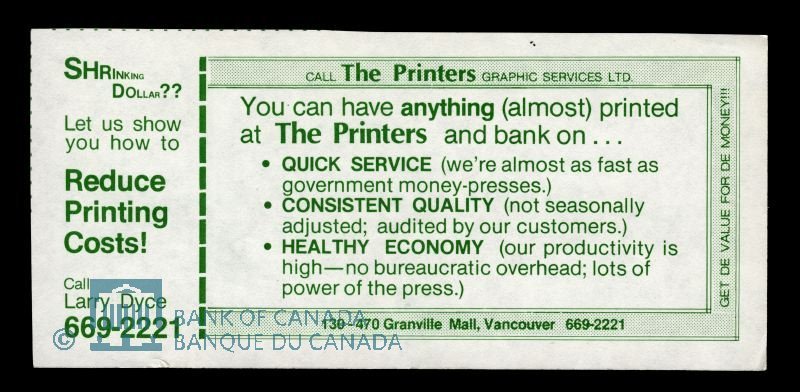 SHRINKING
DOLLAR??
Let us show
you how to
Reduce
Printing
Costs!
Call
Larry Dyce
669-2221
CALL The Printers GRAPHIC SERVICES LTD.
You can have anything (almost) printed
at The Printers and bank on . . .
• QUICK SERVICE (we're almost as fast as
government money-presses.)
• CONSISTENT QUALITY (not seasonally
adjusted; audited by our customers.)
• HEALTHY ECONOMY (our productivity is
high—no bureaucratic overhead; lots of
power of the press.)
130-470 Granville Mall, Vancouver 669-2221
GET DE VALUE FOR DE MONEY!!!
© BANK OF CANADA
BANQUE DU CANADA